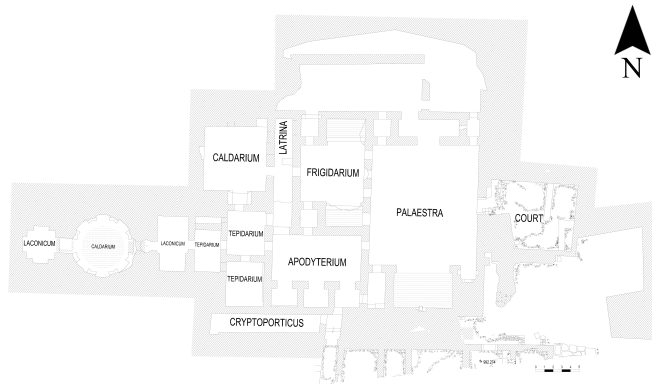 N
LATRINA
CALDARIUM
FRIGIDARIUM
PALAESTRA
COURT
LACONICUM
CALDARIUM
LACONICUM
TEPIDARIUM
TEPIDARIUM
APODYTERIUM
TEPIDARIUM
CRYPTOPORTICUS